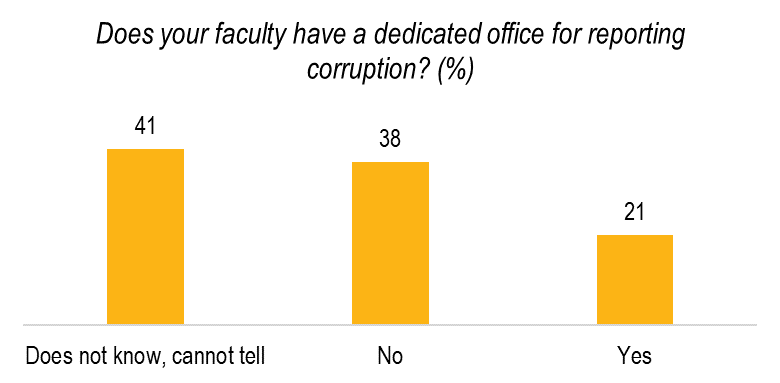 Does your faculty have a dedicated office for reporting
corruption? (%)
41
38
21
Does not know, cannot tell
No
Yes